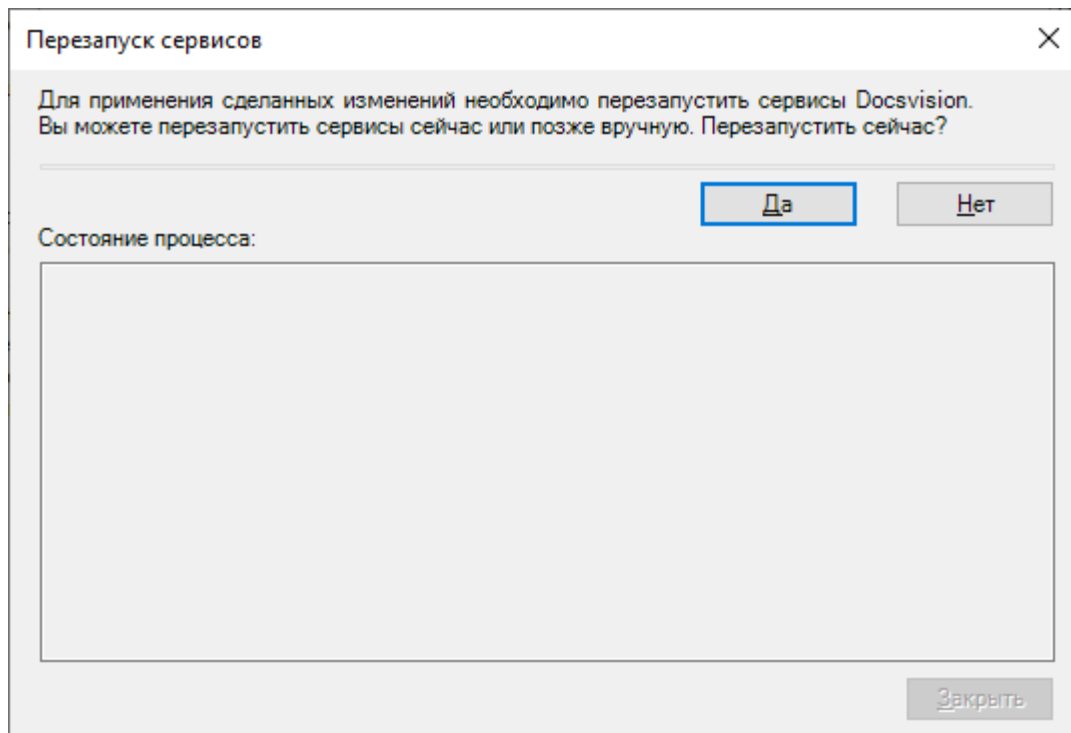 Перезапуск сервисов
Для применения сделанных изменений необходимо перезапустить сервисы Docsvision.
Вы можете перезапустить сервисы сейчас или позже вручную. Перезапустить сейчас?
Да Нет
Состояние процесса:
Закрыть